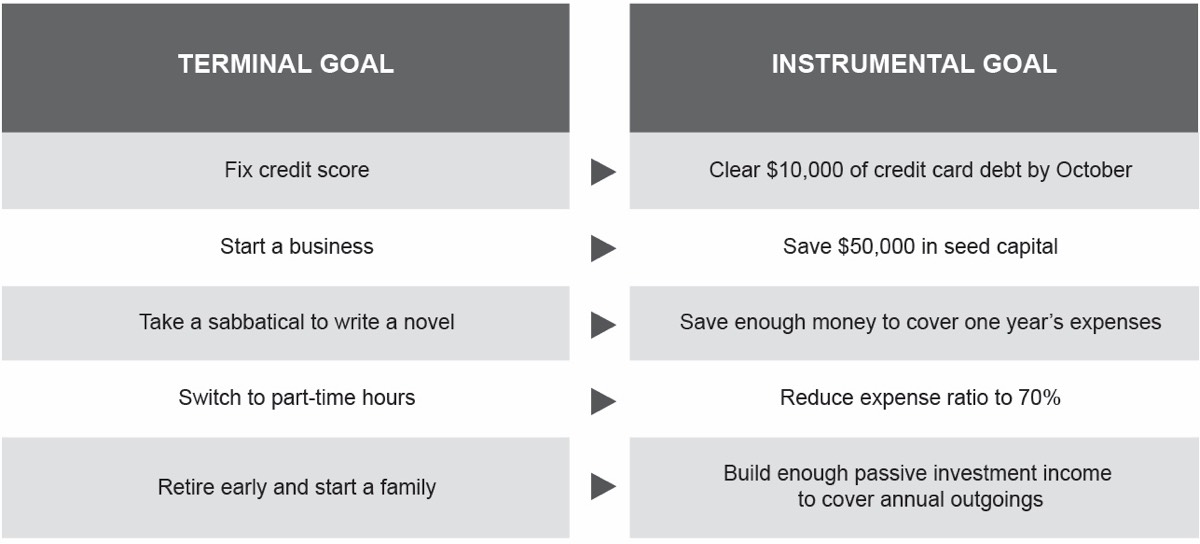 TERMINAL GOAL
INSTRUMENTAL GOAL
Fix credit score
Clear $10,000 of credit card debt by October
Start a business
Save $50,000 in seed capital
Take a sabbatical to write a novel
Save enough money to cover one year’s expenses
Switch to part-time hours
Reduce expense ratio to 70%
Retire early and start a family
Build enough passive investment income
to cover annual outgoings